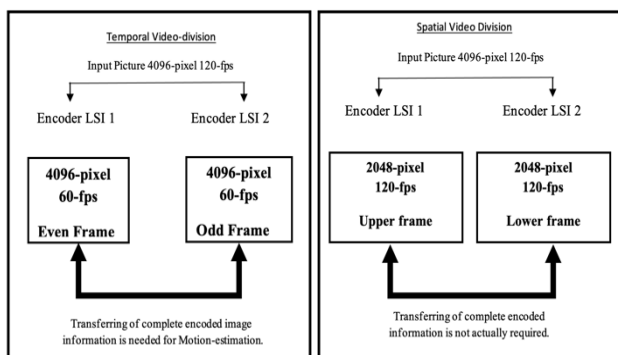 Temporal Video-division
Input Picture 4096-pixel 120-fps
Encoder LSI 1
Encoder LSI 2
4096-pixel
60-fps
Even Frame
4096-pixel
60-fps
Odd Frame
Transferring of complete encoded image
information is needed for Motion-estimation.
Spatial Video Division
Input Picture 4096-pixel 120-fps
Encoder LSI 1
Encoder LSI 2
2048-pixel
120-fps
Upper frame
2048-pixel
120-fps
Lower frame
Transferring of complete encoded
information is not actually required.